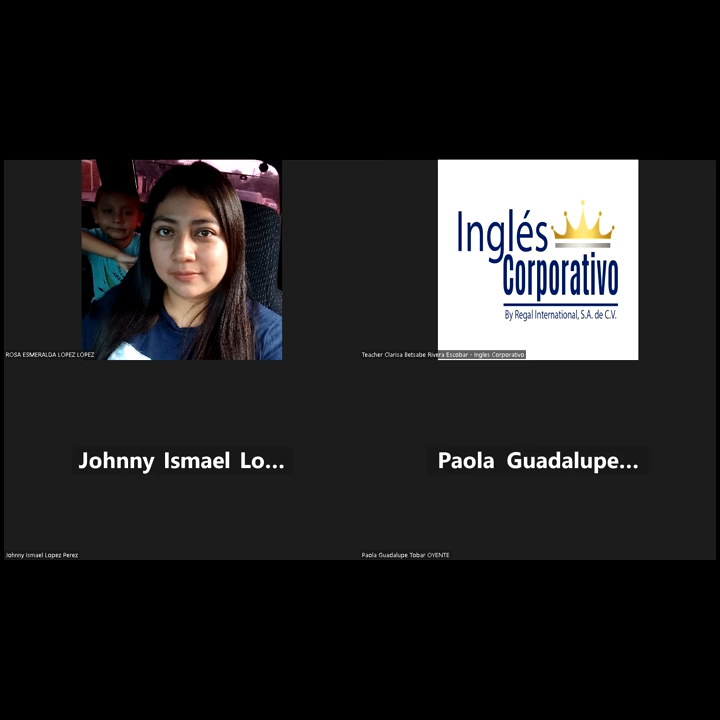 Inglés
Corporativo
By Regal International, S.A. de C.V.
ROSA ESMERALDA LOPEZ LOPEZ
Teacher Clarisa Betsabe Rivera Escobar - Ingles Corporativo
Johnny Ismael Lo...
Paola Guadalupe...
Johnny Ismael Lopez Perez
Paola Guadalupe Tobar OYENTE